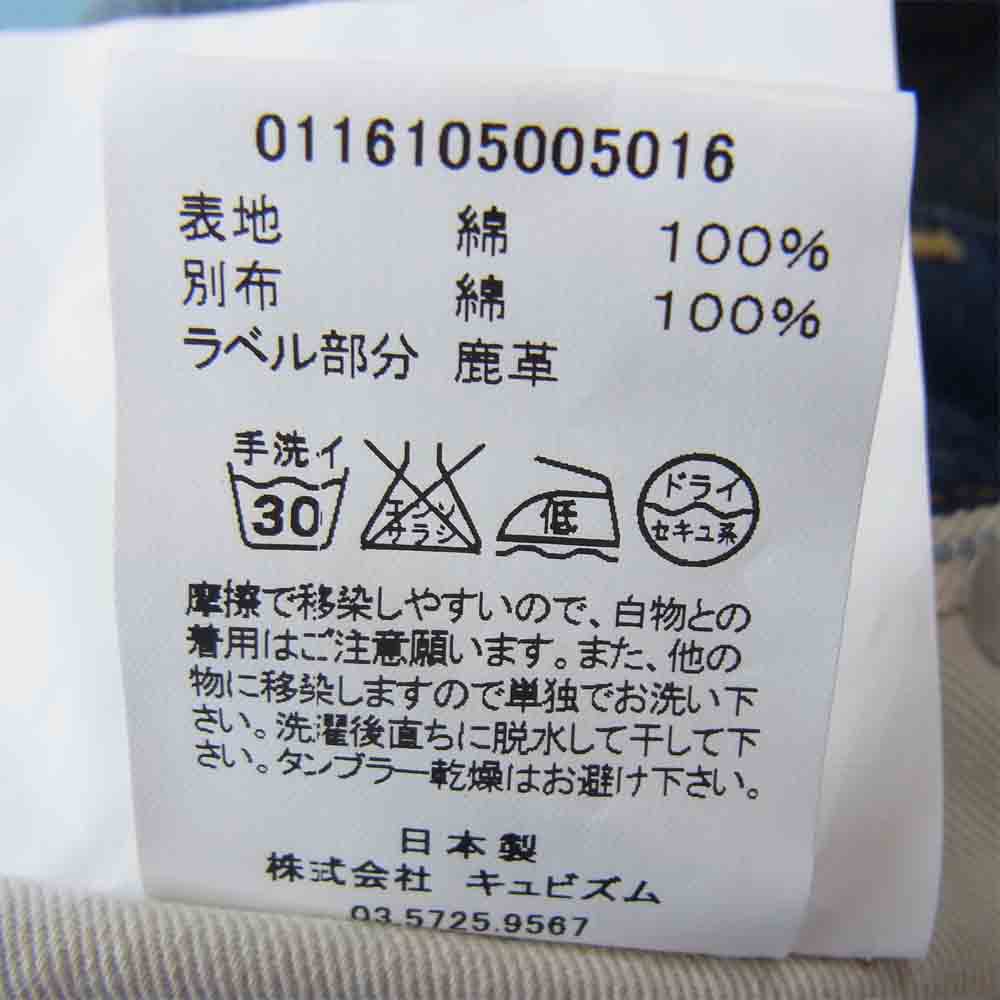 0116105005016
表地 綿 100%
別布 綿 100%
ラベル部分 鹿革
手洗イ
30
エンソ
サラシ
低
ドライ
セキユ系
摩擦で移染しやすいので、白物との
着用はご注意願います。また、他の
物に移染しますので単独でお洗い下
さい。洗濯後直ちに脱水して干して下
さい。タンブラー乾燥はお避け下さい。
日本製
株式会社 キュビズム
03.5725.9567